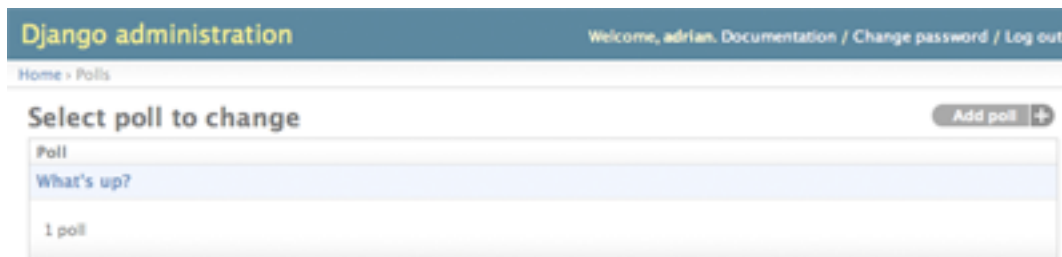 Django administration
Welcome, adrian. Documentation / Change password / Log out
Home › Polls
Select poll to change
Add poll +
Poll
What's up?
1 poll